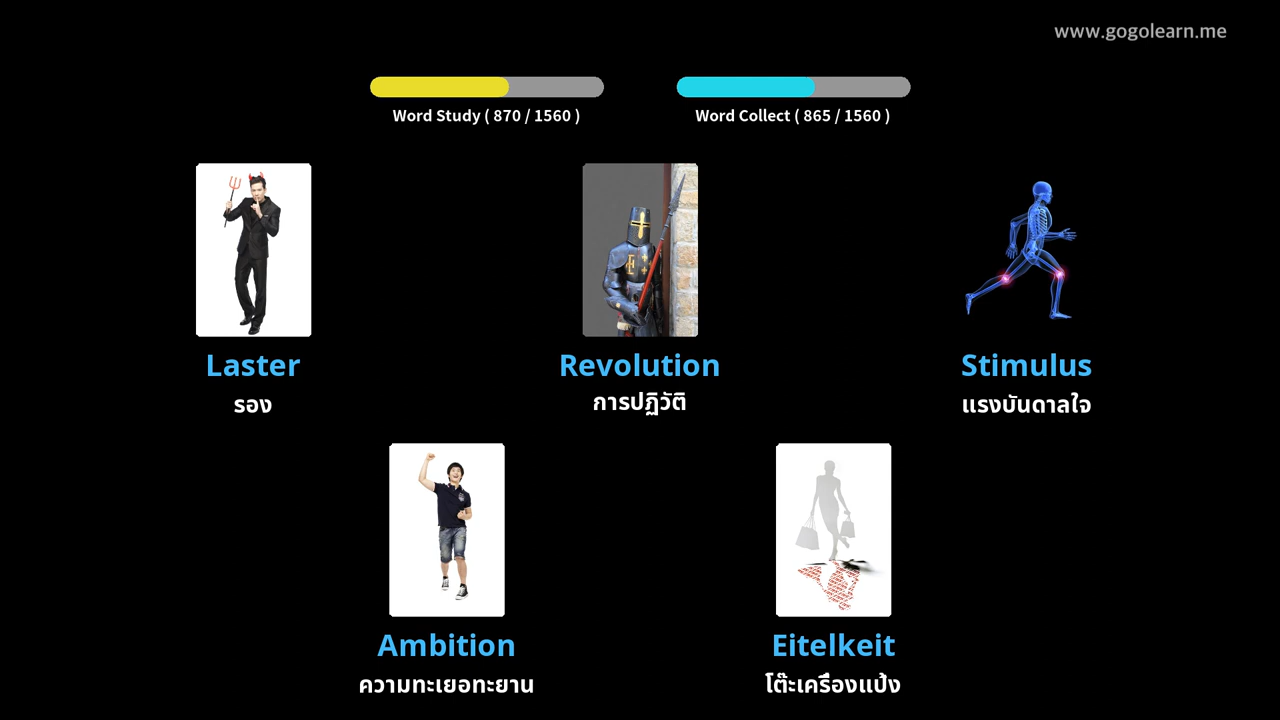 www.gogolearn.me
Word Study ( 870 / 1560 )
Word Collect ( 865 / 1560 )
Laster
รอง
Revolution
การปฏิวัติ
Stimulus
แรงบันดาลใจ
Ambition
ความทะเยอทะยาน
Eitelkeit
โต๊ะเครื่องแป้ง